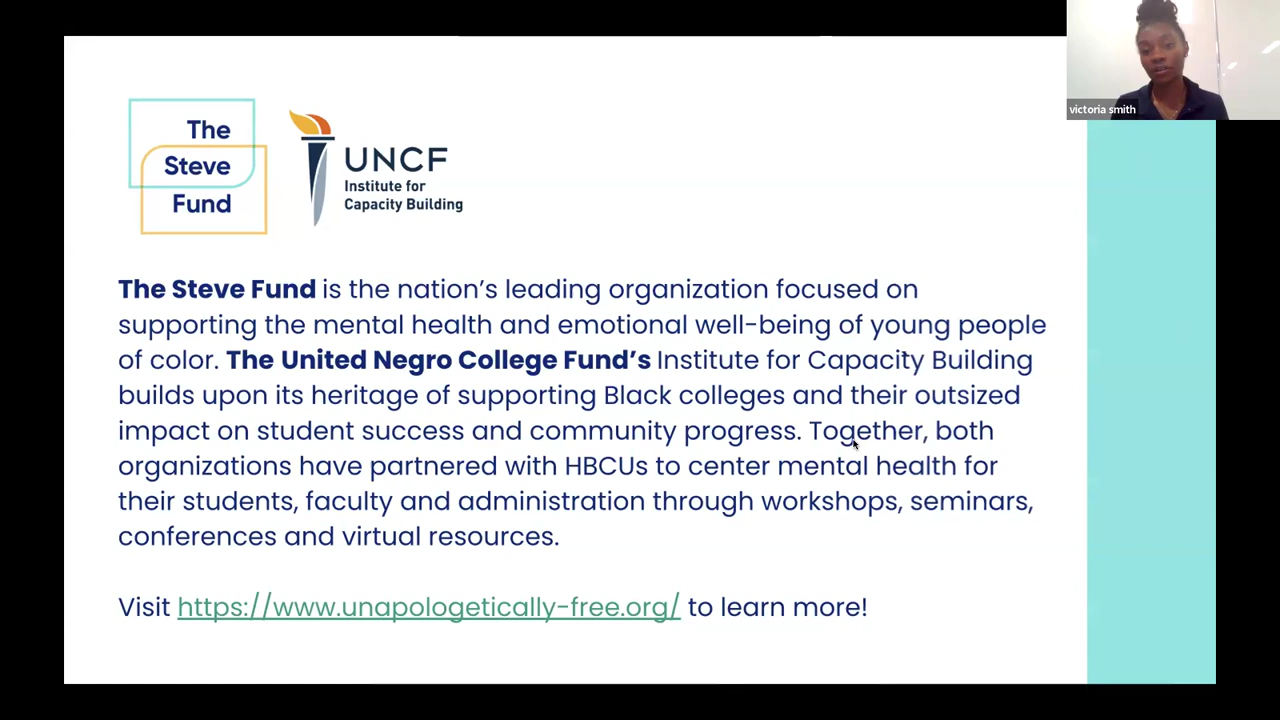 victoria smith
The
Steve
Fund
UNCF
Institute for
Capacity Building
The Steve Fund is the nation’s leading organization focused on
supporting the mental health and emotional well-being of young people
of color. The United Negro College Fund’s Institute for Capacity Building
builds upon its heritage of supporting Black colleges and their outsized
impact on student success and community progress. Together, both
organizations have partnered with HBCUs to center mental health for
their students, faculty and administration through workshops, seminars,
conferences and virtual resources.
Visit https://www.unapologetically-free.org/ to learn more!